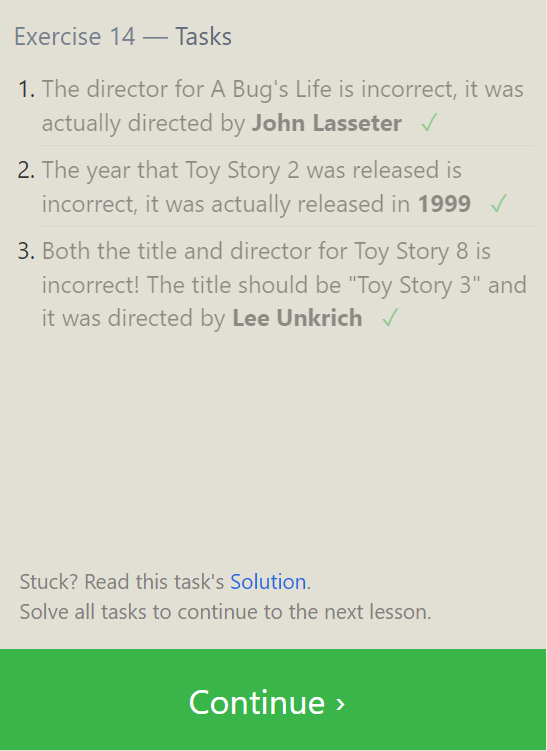 Exercise 14 — Tasks
1. The director for A Bug's Life is incorrect, it was
actually directed by John Lasseter ✓
2. The year that Toy Story 2 was released is
incorrect, it was actually released in 1999 ✓
3. Both the title and director for Toy Story 8 is
incorrect! The title should be "Toy Story 3" and
it was directed by Lee Unkrich ✓
Stuck? Read this task's Solution.
Solve all tasks to continue to the next lesson.
Continue ›